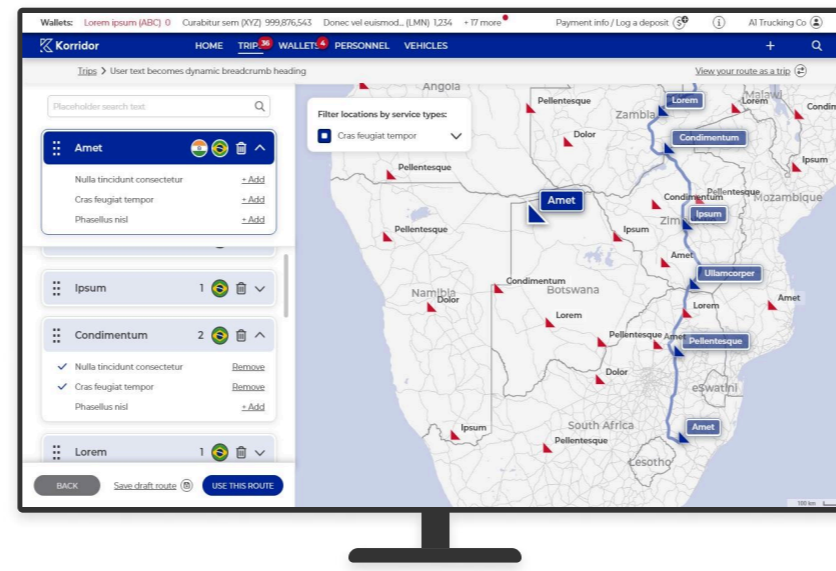 Wallets: Lorem ipsum (ABC) 0 Curabitur sem (XYZ) 999,876,543 Donec vel euismod... (LMN) 1,234 + 17 more Payment info / Log a deposit AI Trucking Co
Korridor HOME TRIPS 36 WALLETS 4 PERSONNEL VEHICLES +
Trips > User text becomes dynamic breadcrumb heading View your route as a trip
Placeholder search text
Amet
Nulla tincidunt consectetur + Add
Cras feugiat tempor + Add
Phasellus nisl + Add
Ipsum 1
Condimentum 2
Nulla tincidunt consectetur Remove
Cras feugiat tempor Remove
Phasellus nisl + Add
Lorem 1
BACK Save draft route USE THIS ROUTE
Filter locations by service types:
Cras feugiat tempor
Angola
Pellentesque
Lorem
Malawi
Lorem
Zambia
Dolor
Condimentum
Ipsum
Pellentesque
Amet
Condimentum
Pellentesque
Mozambique
Ipsum
Pellentesque
Ipsum
Amet
Ullamcorper
Condimentum
Namibia
Dolor
Botswana
Lorem
Amet
Lorem
Pellentesque
Amet
Pellentesque
Dolor
eSwatini
Ipsum
South Africa
Pellentesque
Amet
Lesotho
100 km